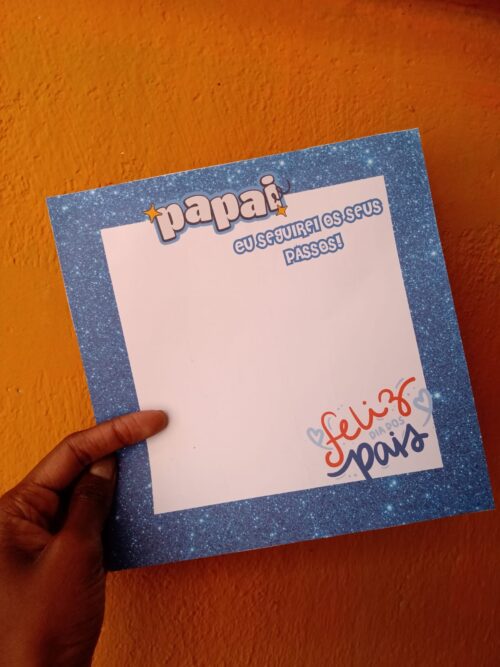 papai
EU SEGUIREI OS SEUS
PASSOS!
feliz
DIA DOS
pais